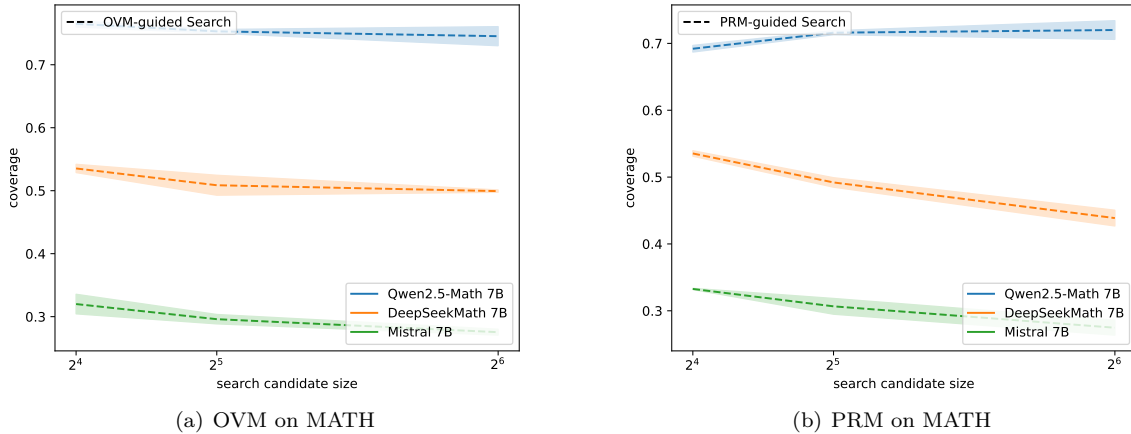 OVM-guided Search
0.7
0.6
0.5
0.4
0.3
coverage
2^4
2^5
2^6
search candidate size
Qwen2.5-Math 7B
DeepSeekMath 7B
Mistral 7B
(a) OVM on MATH
PRM-guided Search
0.7
0.6
0.5
0.4
0.3
coverage
2^4
2^5
2^6
search candidate size
Qwen2.5-Math 7B
DeepSeekMath 7B
Mistral 7B
(b) PRM on MATH